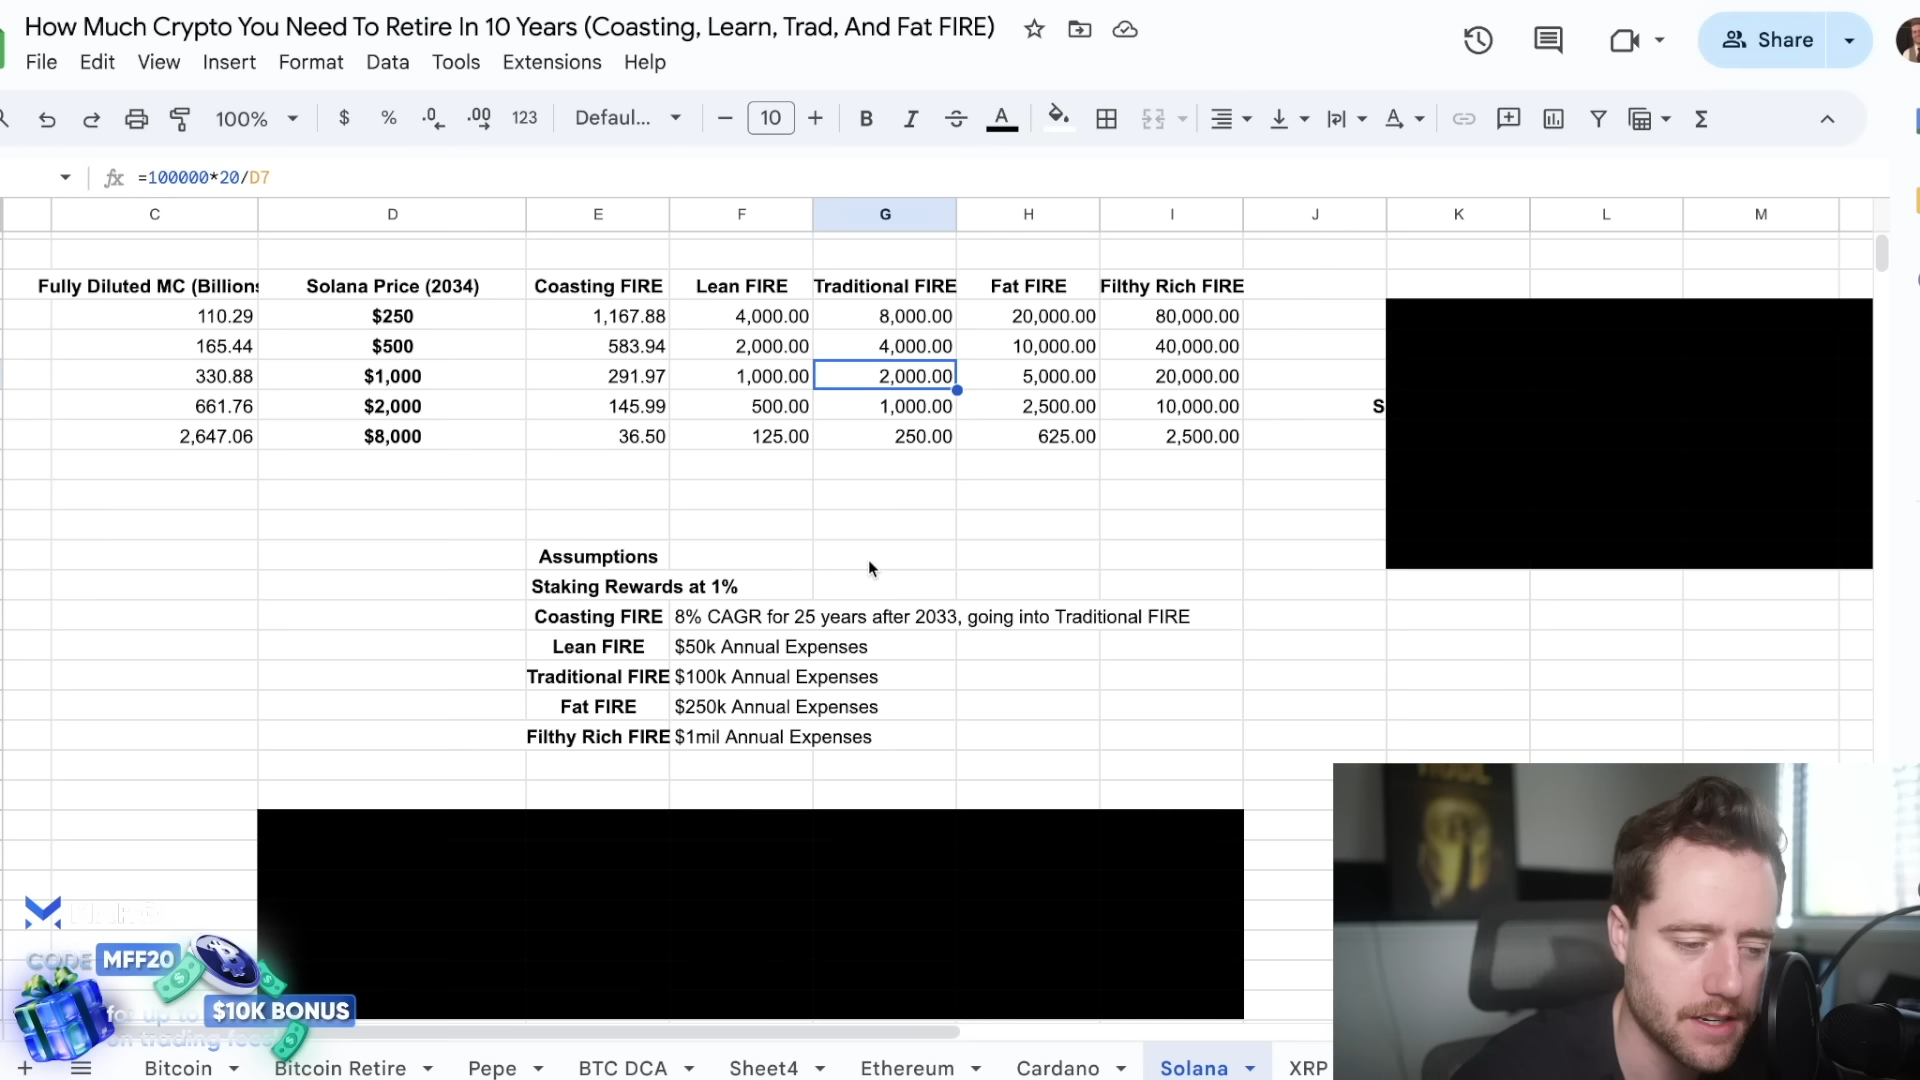 How Much Crypto You Need To Retire In 10 Years (Coasting, Learn, Trad, And Fat FIRE)
File Edit View Insert Format Data Tools Extensions Help
Share
100% $ % .0 .00 123 Defaul... 10 B I A
fx =100000*20/D7
C D E F G H I J K L M
Fully Diluted MC (Billions Solana Price (2034) Coasting FIRE Lean FIRE Traditional FIRE Fat FIRE Filthy Rich FIRE
110.29 $250 1,167.88 4,000.00 8,000.00 20,000.00 80,000.00
165.44 $500 583.94 2,000.00 4,000.00 10,000.00 40,000.00
330.88 $1,000 291.97 1,000.00 2,000.00 5,000.00 20,000.00
661.76 $2,000 145.99 500.00 1,000.00 2,500.00 10,000.00 S
2,647.06 $8,000 36.50 125.00 250.00 625.00 2,500.00
Assumptions
Staking Rewards at 1%
Coasting FIRE 8% CAGR for 25 years after 2033, going into Traditional FIRE
Lean FIRE $50k Annual Expenses
Traditional FIRE $100k Annual Expenses
Fat FIRE $250k Annual Expenses
Filthy Rich FIRE $1mil Annual Expenses
CODE MFF20
for up to $10K BONUS
on trading fees!
Bitcoin Bitcoin Retire Pepe BTC DCA Sheet4 Ethereum Cardano Solana XRP